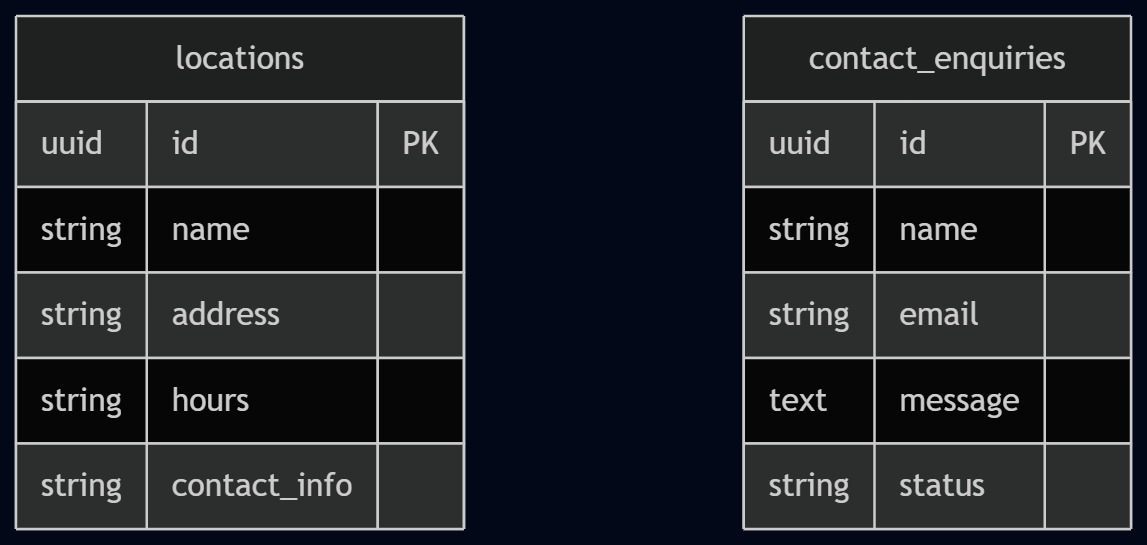 locations
uuid id PK
string name
string address
string hours
string contact_info
contact_enquiries
uuid id PK
string name
string email
text message
string status